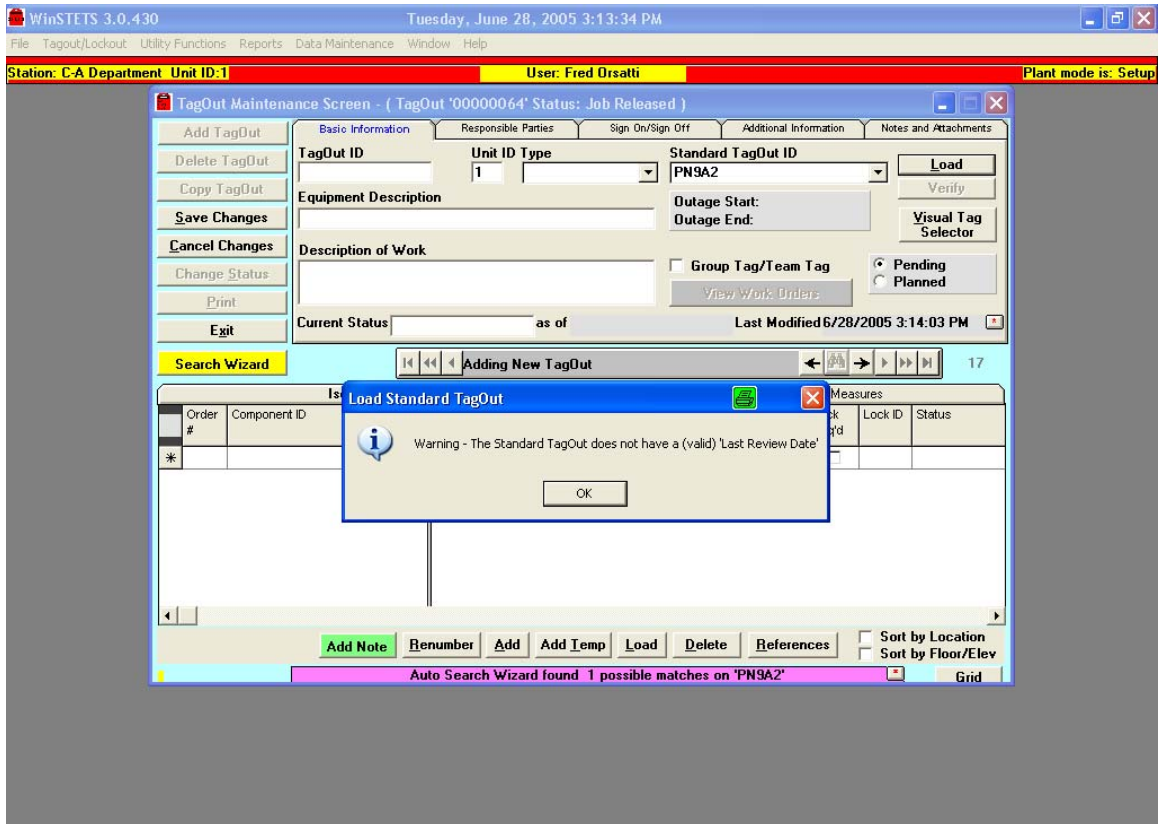 WinSTETS 3.0.430 Tuesday, June 28, 2005 3:13:34 PM
File Tagout/Lockout Utility Functions Reports Data Maintenance Window Help
Station: C-A Department Unit ID:1 User: Fred Orsatti Plant mode is: Setup
TagOut Maintenance Screen - ( TagOut '00000064' Status: Job Released )
Add TagOut
Delete TagOut
Copy TagOut
Save Changes
Cancel Changes
Change Status
Print
Exit
Search Wizard
Basic Information Responsible Parties Sign On/Sign Off Additional Information Notes and Attachments
TagOut ID Unit ID Type Standard TagOut ID
1 PN9A2 Load
Verify
Equipment Description Outage Start:
Outage End:
Visual Tag
Selector
Description of Work
Group Tag/Team Tag Pending
Planned
View Work Orders
Current Status as of Last Modified 6/28/2005 3:14:03 PM
Adding New TagOut 17
Measures
Order
#
Component ID
Lock ID Status
Load Standard TagOut
Warning - The Standard TagOut does not have a (valid) 'Last Review Date'
OK
Add Note Renumber Add Add Temp Load Delete References
Sort by Location
Sort by Floor/Elev
Auto Search Wizard found 1 possible matches on 'PN9A2' Grid